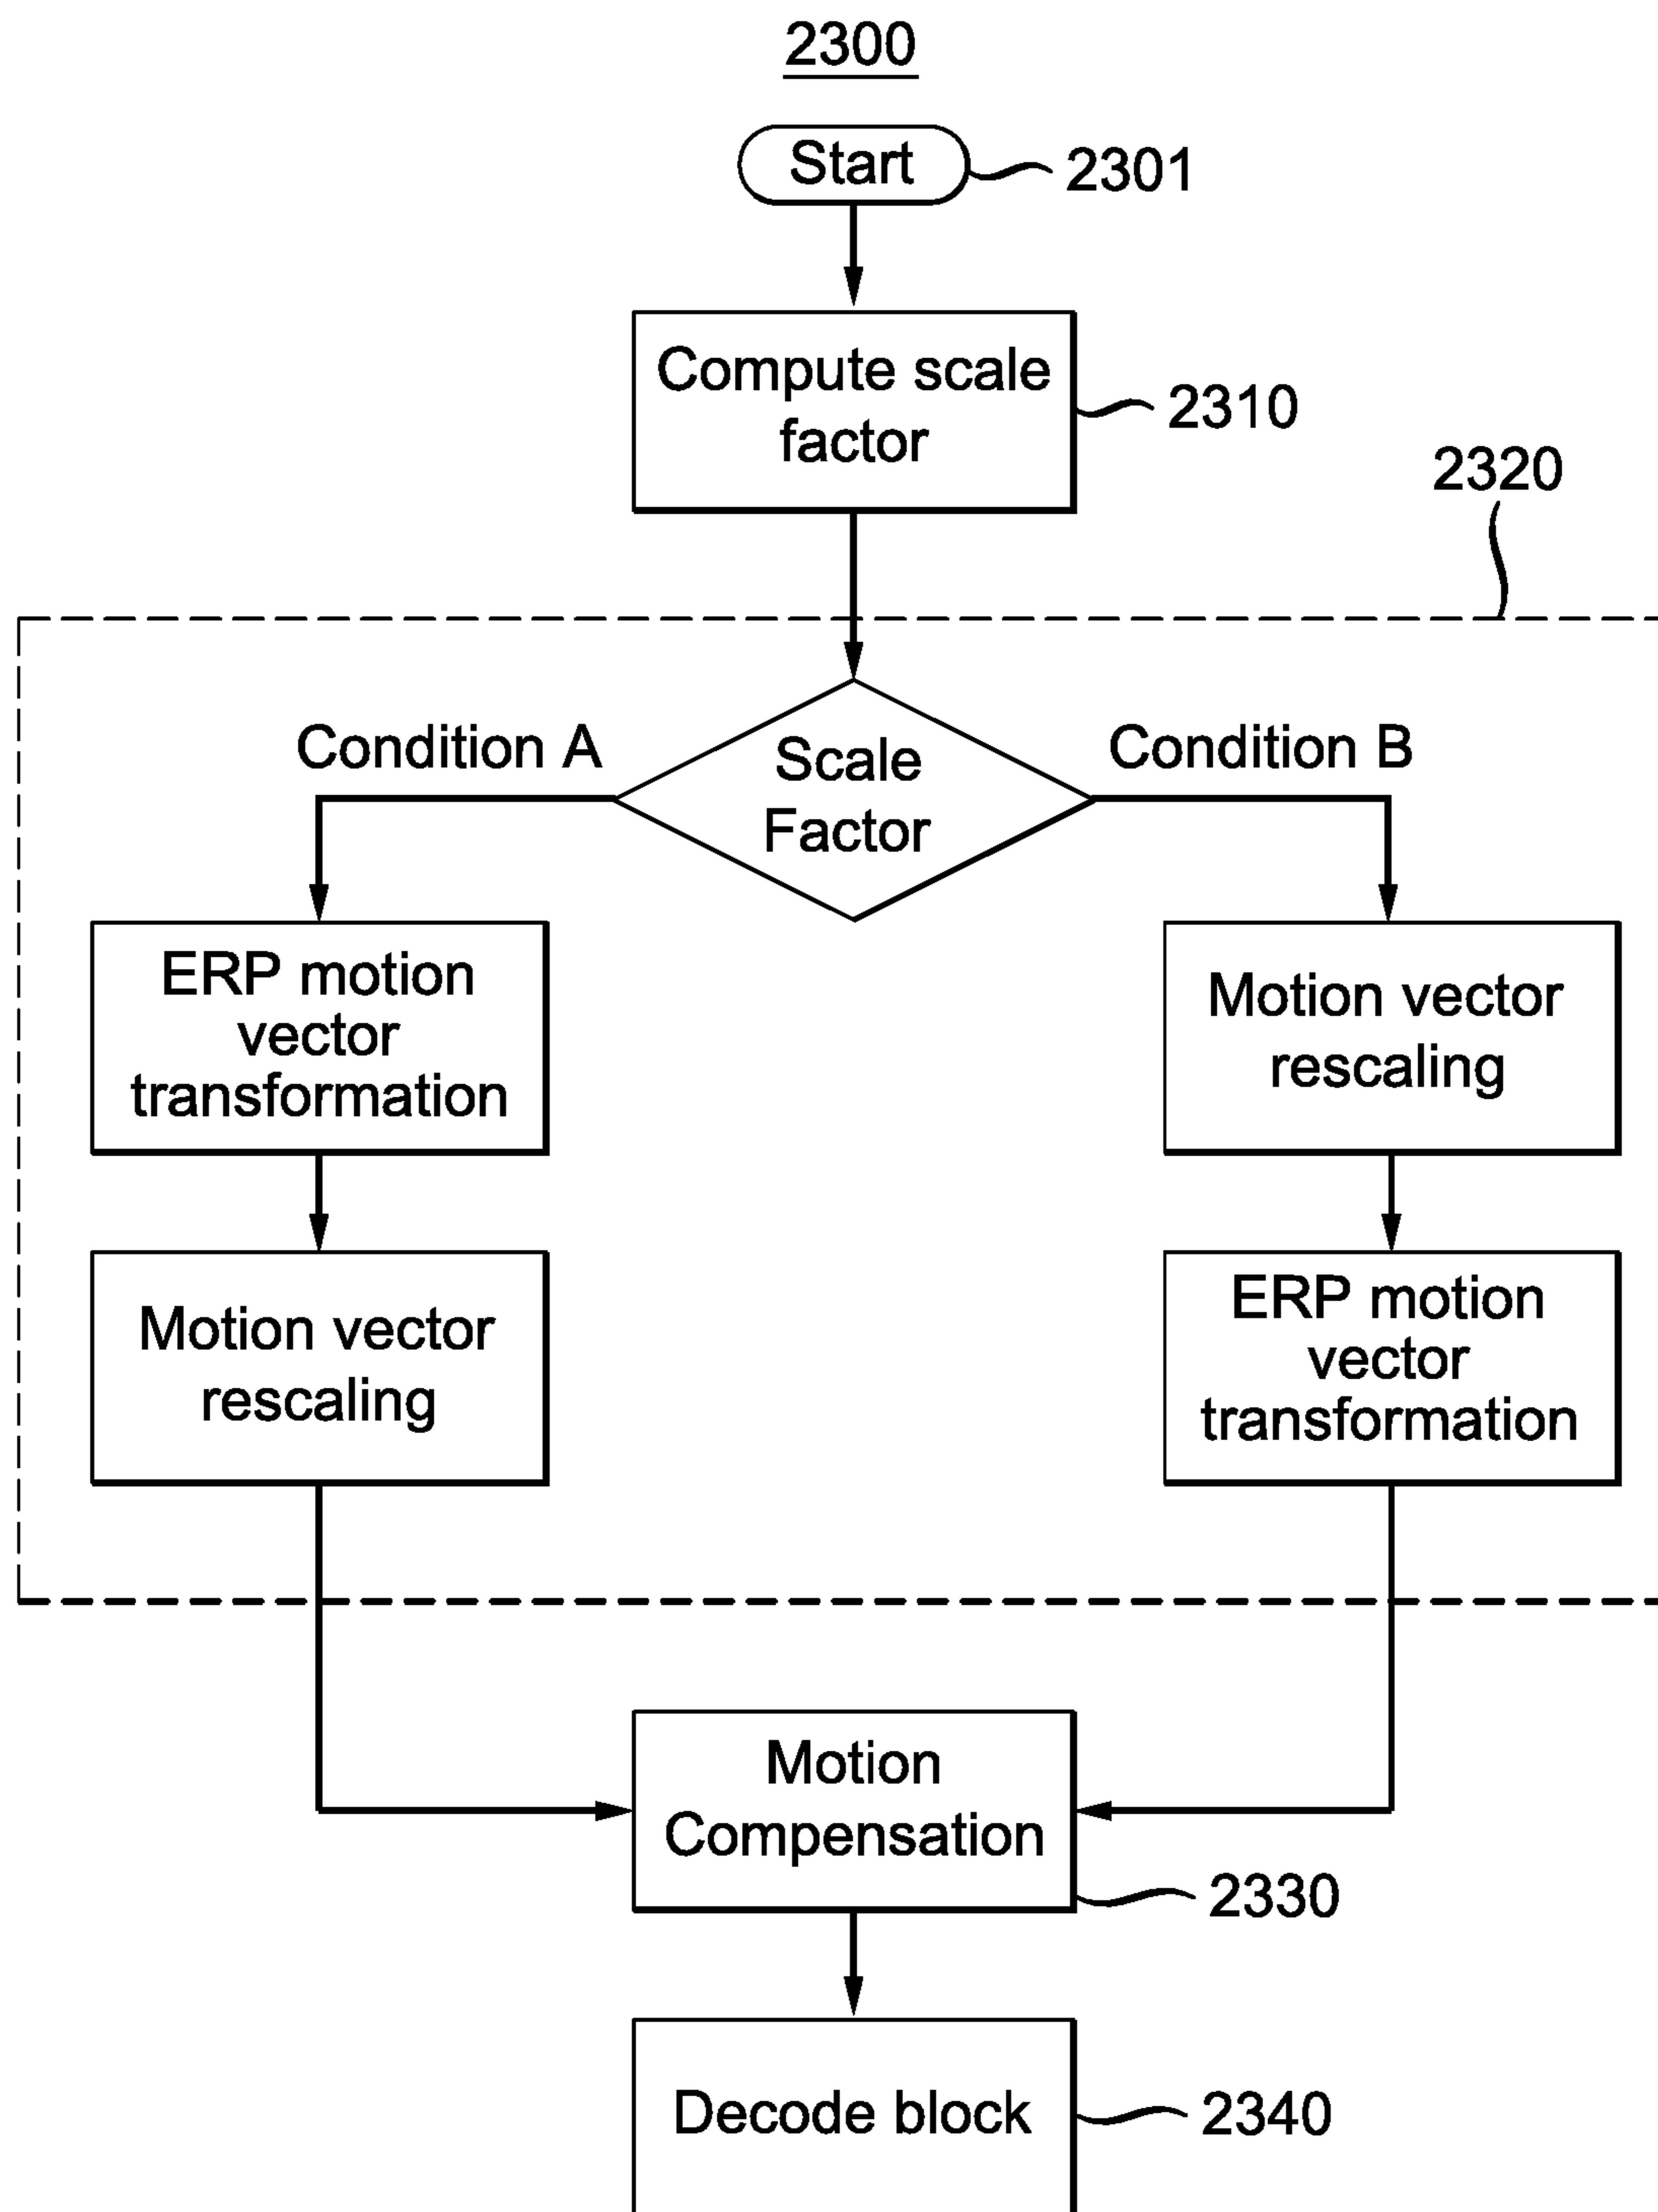 2300
Start
2301
Compute scale
factor
2310
2320
Condition A
Scale
Factor
Condition B
ERP motion
vector
transformation
Motion vector
rescaling
Motion vector
rescaling
ERP motion
vector
transformation
Motion
Compensation
2330
Decode block
2340